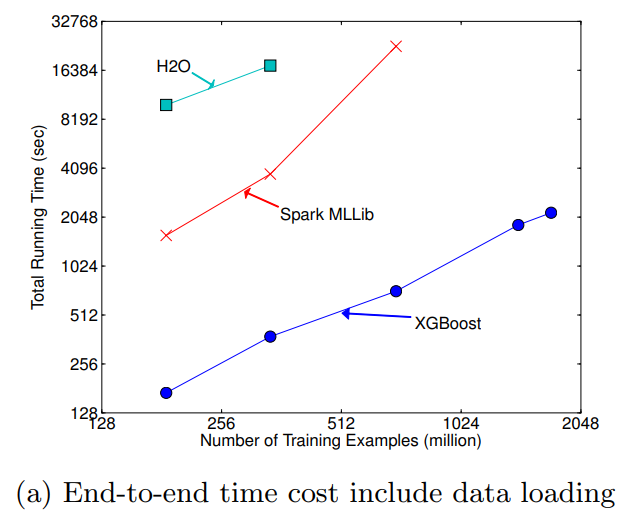 32768
16384
8192
4096
2048
1024
512
256
128
Total Running Time (sec)
H2O
Spark MLLib
XGBoost
128 256 512 1024 2048
Number of Training Examples (million)
(a) End-to-end time cost include data loading